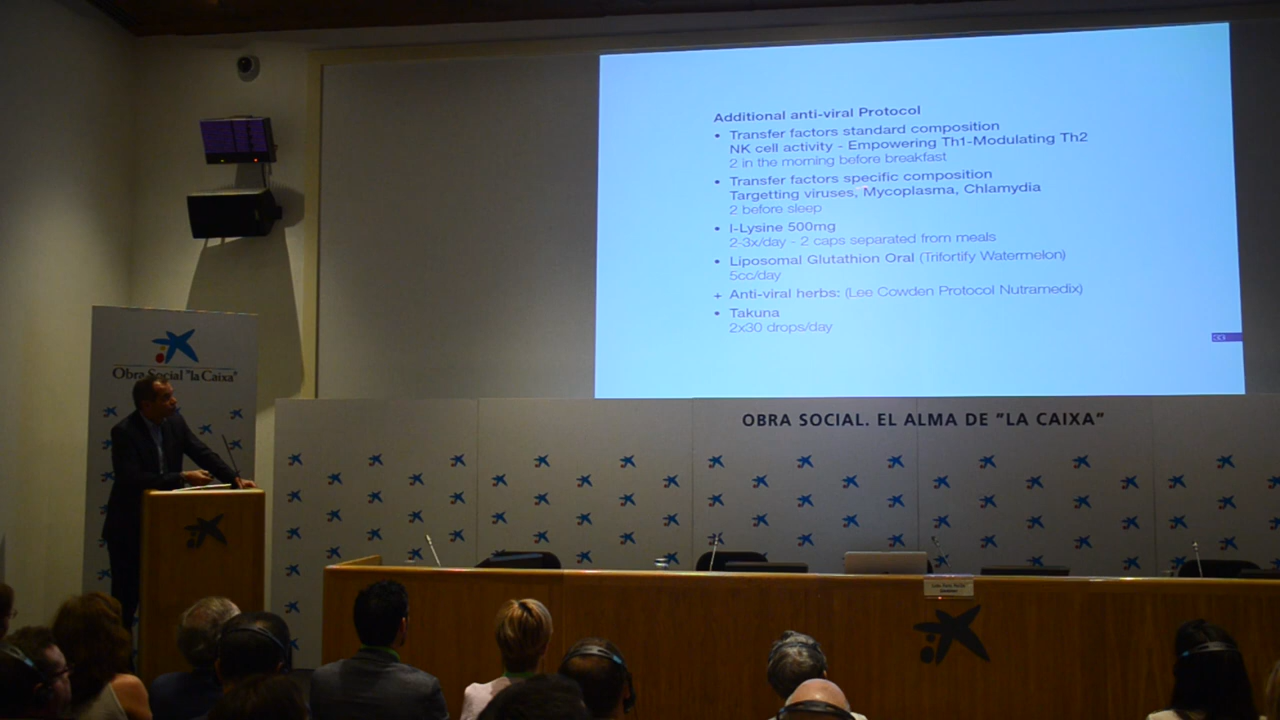 Additional anti-viral Protocol
• Transfer factors standard composition
NK cell activity - Empowering Th1-Modulating Th2
2 in the morning before breakfast
• Transfer factors specific composition
Targetting viruses, Mycoplasma, Chlamydia
2 before sleep
• l-Lysine 500mg
2-3x/day - 2 caps separated from meals
• Liposomal Glutathion Oral (Trifortify Watermelon)
5cc/day
+ Anti-viral herbs: (Lee Cowden Protocol Nutramedix)
• Takuna
2x30 drops/day
33
Obra Social "la Caixa"
OBRA SOCIAL. EL ALMA DE "LA CAIXA"